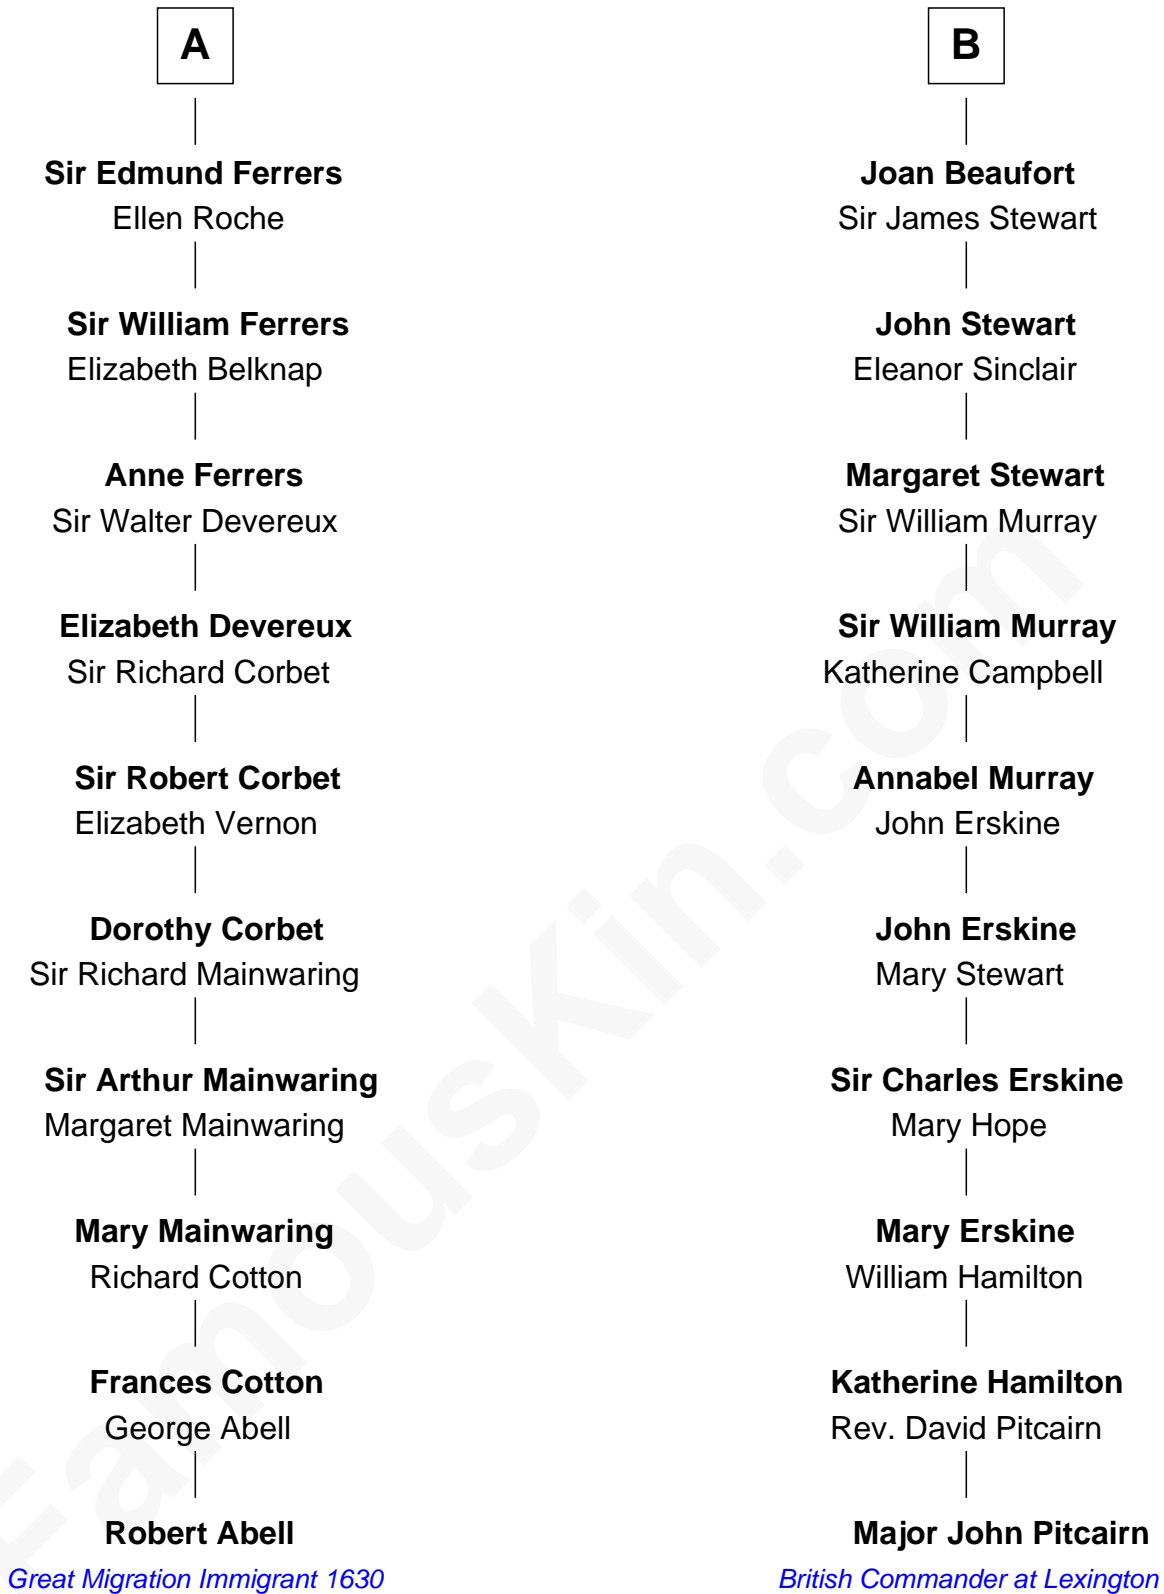 A
Sir Edmund Ferrers
Ellen Roche
Sir William Ferrers
Elizabeth Belknap
Anne Ferrers
Sir Walter Devereux
Elizabeth Devereux
Sir Richard Corbet
Sir Robert Corbet
Elizabeth Vernon
Dorothy Corbet
Sir Richard Mainwaring
Sir Arthur Mainwaring
Margaret Mainwaring
Mary Mainwaring
Richard Cotton
Frances Cotton
George Abell
Robert Abell
Great Migration Immigrant 1630
B
Joan Beaufort
Sir James Stewart
John Stewart
Eleanor Sinclair
Margaret Stewart
Sir William Murray
Sir William Murray
Katherine Campbell
Annabel Murray
John Erskine
John Erskine
Mary Stewart
Sir Charles Erskine
Mary Hope
Mary Erskine
William Hamilton
Katherine Hamilton
Rev. David Pitcairn
Major John Pitcairn
British Commander at Lexington
FamousKin.com